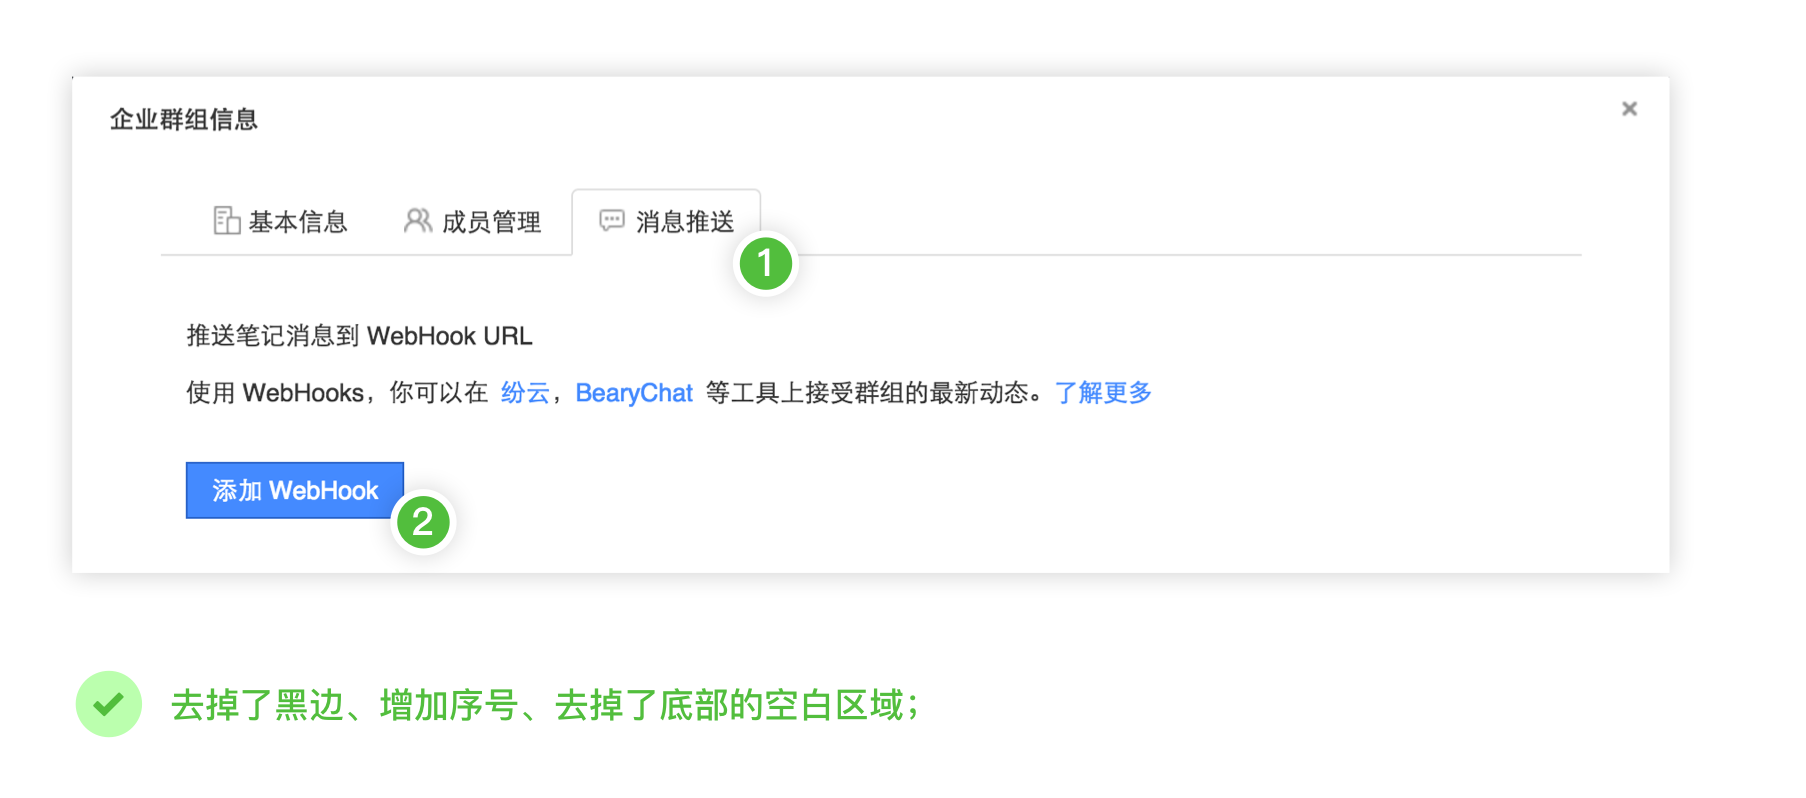 企业群组信息
基本信息 成员管理 消息推送
1
推送笔记消息到 WebHook URL
使用 WebHooks，你可以在 纷云，BearyChat 等工具上接受群组的最新动态。了解更多
添加 WebHook
2
去掉了黑边、增加序号、去掉了底部的空白区域；